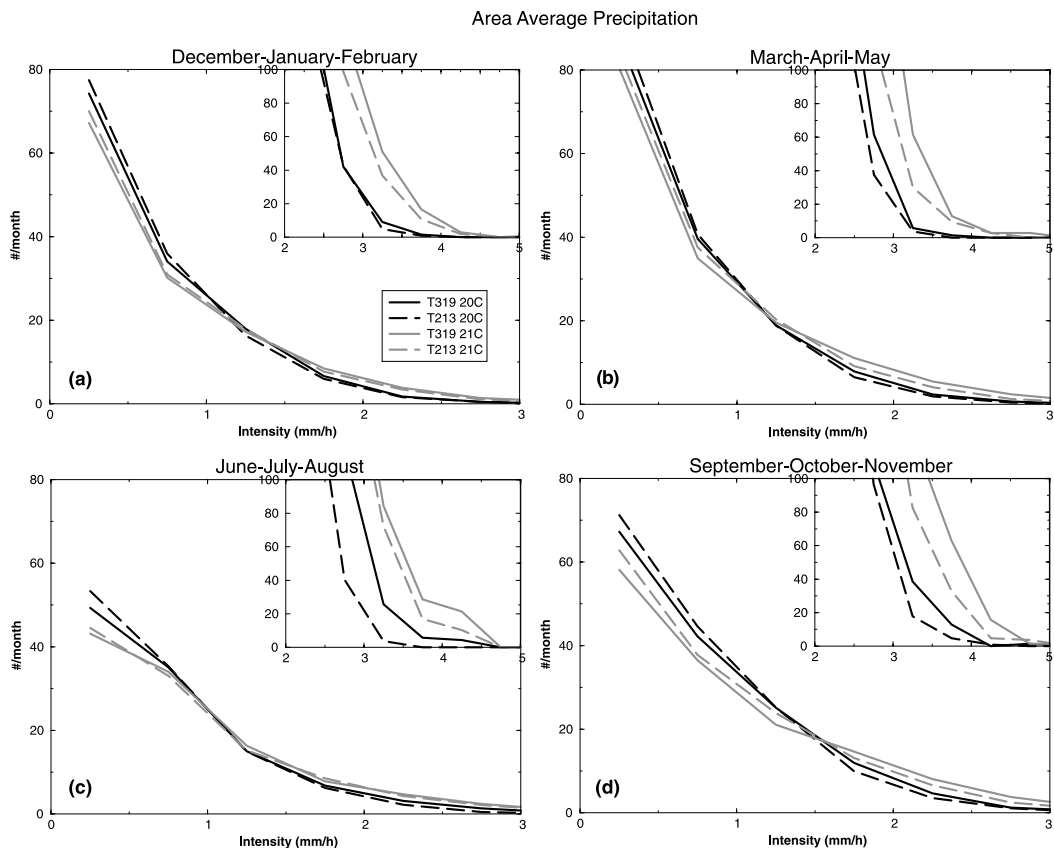 Area Average Precipitation
December-January-February
80
60
40
20
0
#/month
0 1 2 3
Intensity (mm/h)
100
80
60
40
20
0
2 3 4 5
T319 20C
T213 20C
T319 21C
T213 21C
(a)
March-April-May
80
60
40
20
0
#/month
0 1 2 3
Intensity (mm/h)
100
80
60
40
20
0
2 3 4 5
(b)
June-July-August
80
60
40
20
0
#/month
0 1 2 3
Intensity (mm/h)
100
80
60
40
20
0
2 3 4 5
(c)
September-October-November
80
60
40
20
0
#/month
0 1 2 3
Intensity (mm/h)
100
80
60
40
20
0
2 3 4 5
(d)